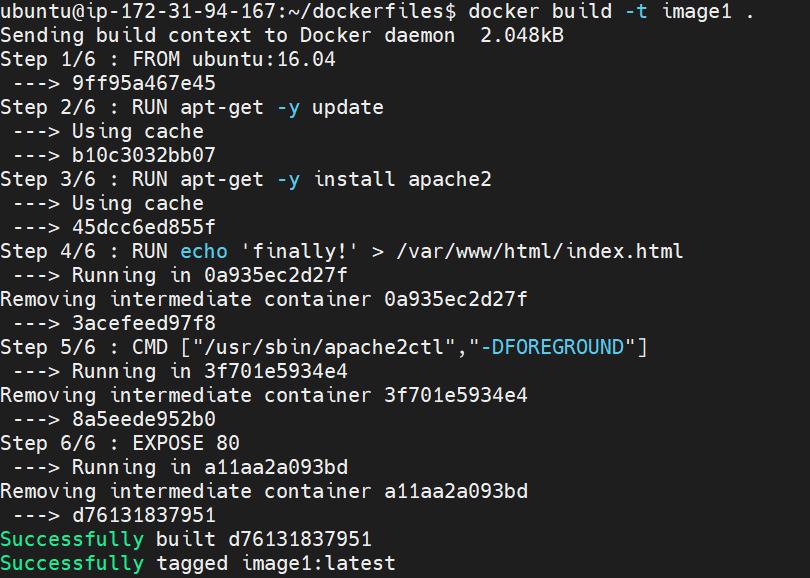 ubuntu@ip-172-31-94-167:~/dockerfiles$ docker build -t image1 .
Sending build context to Docker daemon  2.048kB
Step 1/6 : FROM ubuntu:16.04
 ---> 9ff95a467e45
Step 2/6 : RUN apt-get -y update
 ---> Using cache
 ---> b10c3032bb07
Step 3/6 : RUN apt-get -y install apache2
 ---> Using cache
 ---> 45dcc6ed855f
Step 4/6 : RUN echo 'finally!' > /var/www/html/index.html
 ---> Running in 0a935ec2d27f
Removing intermediate container 0a935ec2d27f
 ---> 3acefeed97f8
Step 5/6 : CMD ["/usr/sbin/apache2ctl","-DFOREGROUND"]
 ---> Running in 3f701e5934e4
Removing intermediate container 3f701e5934e4
 ---> 8a5eede952b0
Step 6/6 : EXPOSE 80
 ---> Running in a11aa2a093bd
Removing intermediate container a11aa2a093bd
 ---> d76131837951
Successfully built d76131837951
Successfully tagged image1:latest